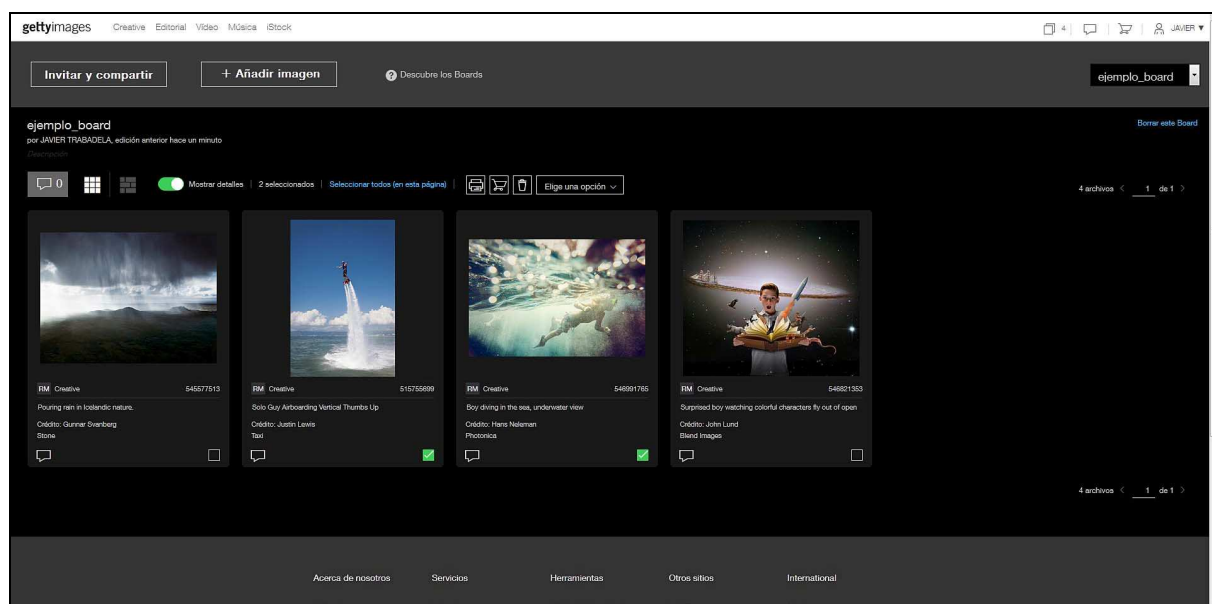 gettyimages Creative Editorial Vídeo Música iStock 4 JAVIER ▼
Invitar y compartir + Añadir imagen ? Descubre los Boards ejemplo_board
ejemplo_board Borrar este Board
por JAVIER TRABADELA, edición anterior hace un minuto
Descripción
0 Mostrar detalles | 2 seleccionados | Seleccionar todos (en esta página) | Elige una opción 4 archivos < 1 de 1 >
RM Creative 545577513
Pouring rain in Icelandic nature.
Crédito: Gunnar Svanberg
Stone
RM Creative 515755699
Solo Guy Airboarding Vertical Thumbs Up
Crédito: Justin Lewis
Taxi
RM Creative 546991765
Boy diving in the sea, underwater view
Crédito: Hans Neleman
Photonica
RM Creative 546821353
Surprised boy watching colorful characters fly out of open
Crédito: John Lund
Blend Images
4 archivos < 1 de 1 >
Acerca de nosotros Servicios Herramientas Otros sitios International